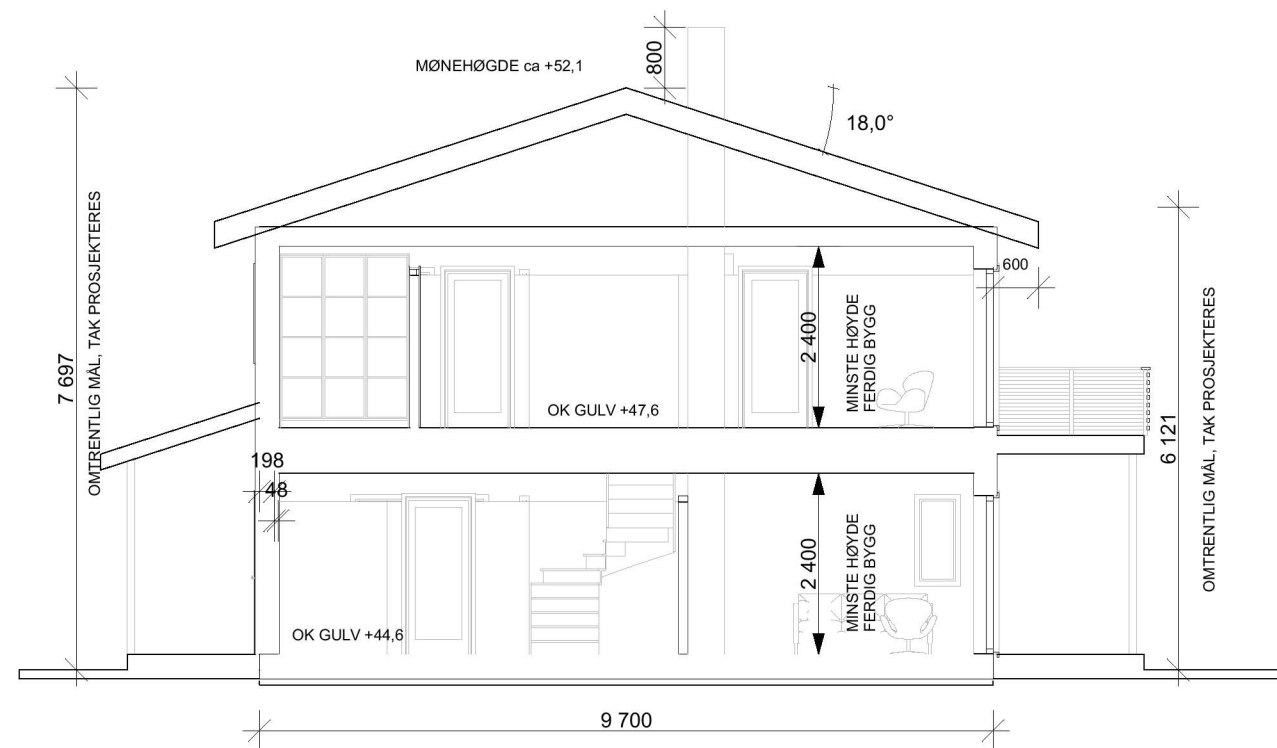 800
MØNEHØGDE ca +52,1
18,0°
7 697
OMTRENTLIG MÅL, TAK PROSJEKTERES
600
2 400
MINSTE HØYDE
FERDIG BYGG
OK GULV +47,6
6 121
OMTRENTLIG MÅL, TAK PROSJEKTERES
198
48
2 400
MINSTE HØYDE
FERDIG BYGG
OK GULV +44,6
9 700